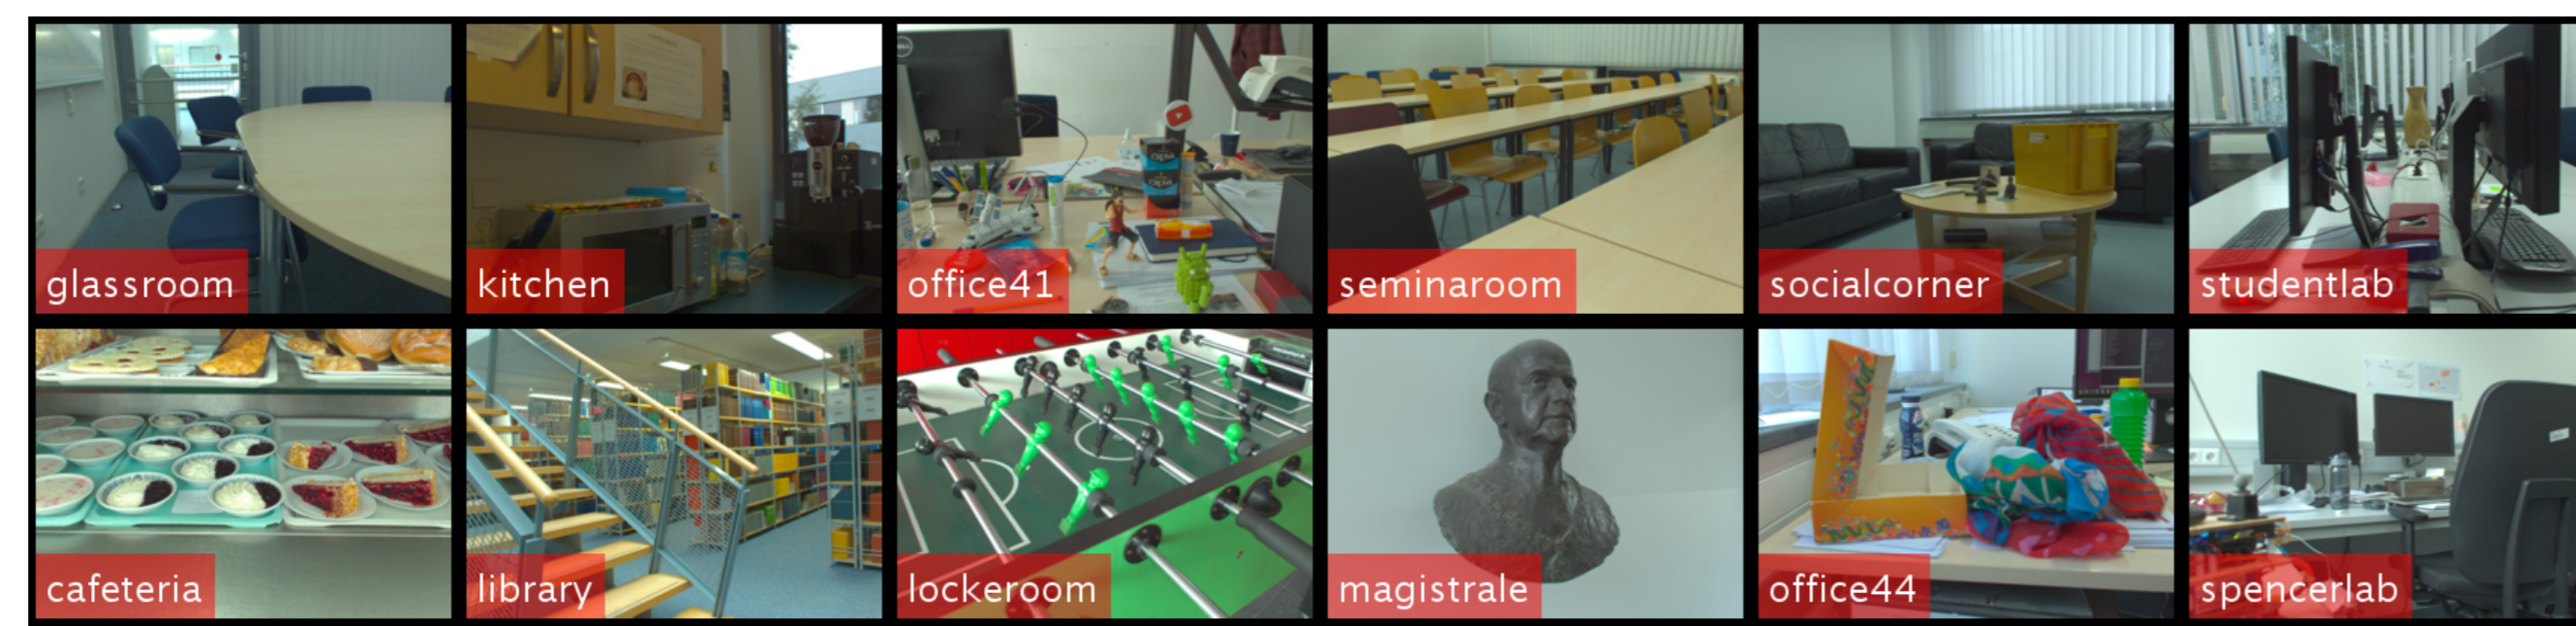 glassroom
kitchen
office41
seminaroom
socialcorner
studentlab
cafeteria
library
lockeroom
magistrale
office44
spencerlab